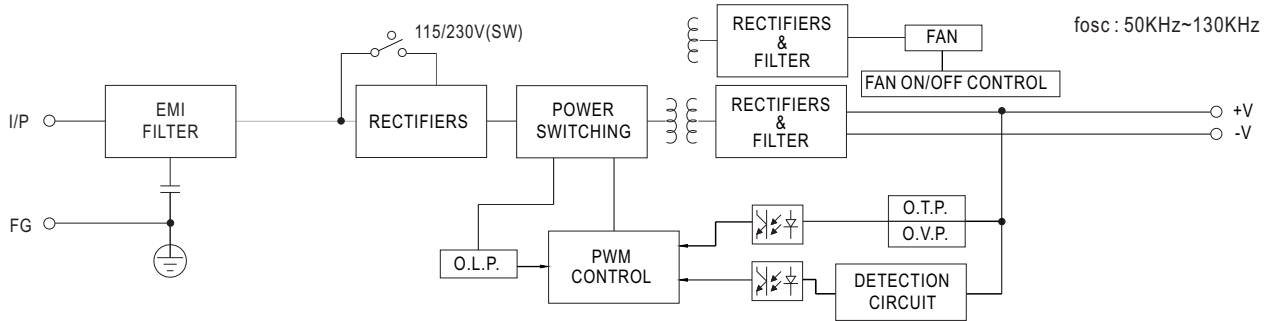 115/230V(SW)
RECTIFIERS
&
FILTER
FAN
FAN ON/OFF CONTROL
fosc : 50KHz~130KHz
I/P
EMI
FILTER
RECTIFIERS
POWER
SWITCHING
RECTIFIERS
&
FILTER
+V
-V
FG
O.L.P.
PWM
CONTROL
O.T.P.
O.V.P.
DETECTION
CIRCUIT